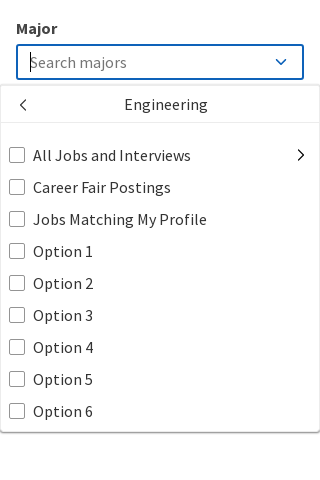 Major
Search majors
Engineering
All Jobs and Interviews
Career Fair Postings
Jobs Matching My Profile
Option 1
Option 2
Option 3
Option 4
Option 5
Option 6